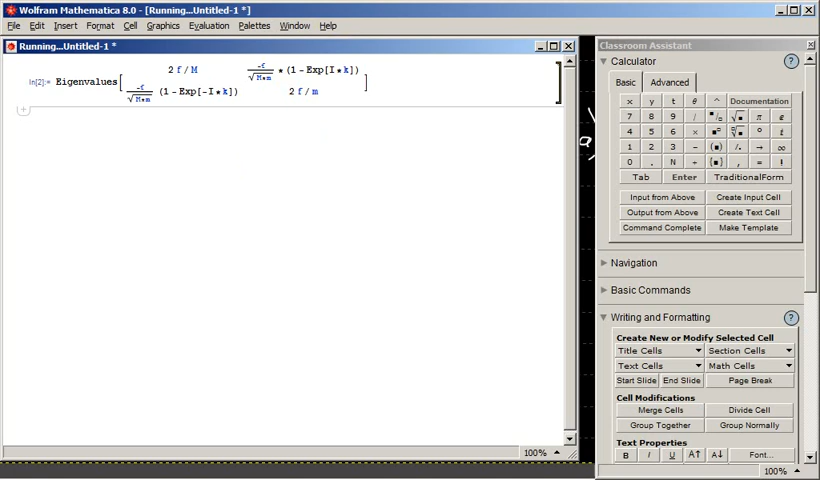 Wolfram Mathematica 8.0 - [Running...Untitled-1 *]
File Edit Insert Format Cell Graphics Evaluation Palettes Window Help
Running...Untitled-1 *
In[2]:= Eigenvalues[ 2 f / M   -f/√(M*m) * (1 - Exp[I * k])
-f/√(M*m) (1 - Exp[-I * k])   2 f / m ]
100%
Classroom Assistant
Calculator
Basic Advanced
x y t θ ^ Documentation
7 8 9 / π e
4 5 6 × ° i
1 2 3 − (■) /. → ∞
0 . N + {■} , = !
Tab Enter TraditionalForm
Input from Above Create Input Cell
Output from Above Create Text Cell
Command Complete Make Template
Navigation
Basic Commands
Writing and Formatting
Create New or Modify Selected Cell
Title Cells Section Cells
Text Cells Math Cells
Start Slide End Slide Page Break
Cell Modifications
Merge Cells Divide Cell
Group Together Group Normally
Text Properties
B I U A↑ A↓ Font...
100%